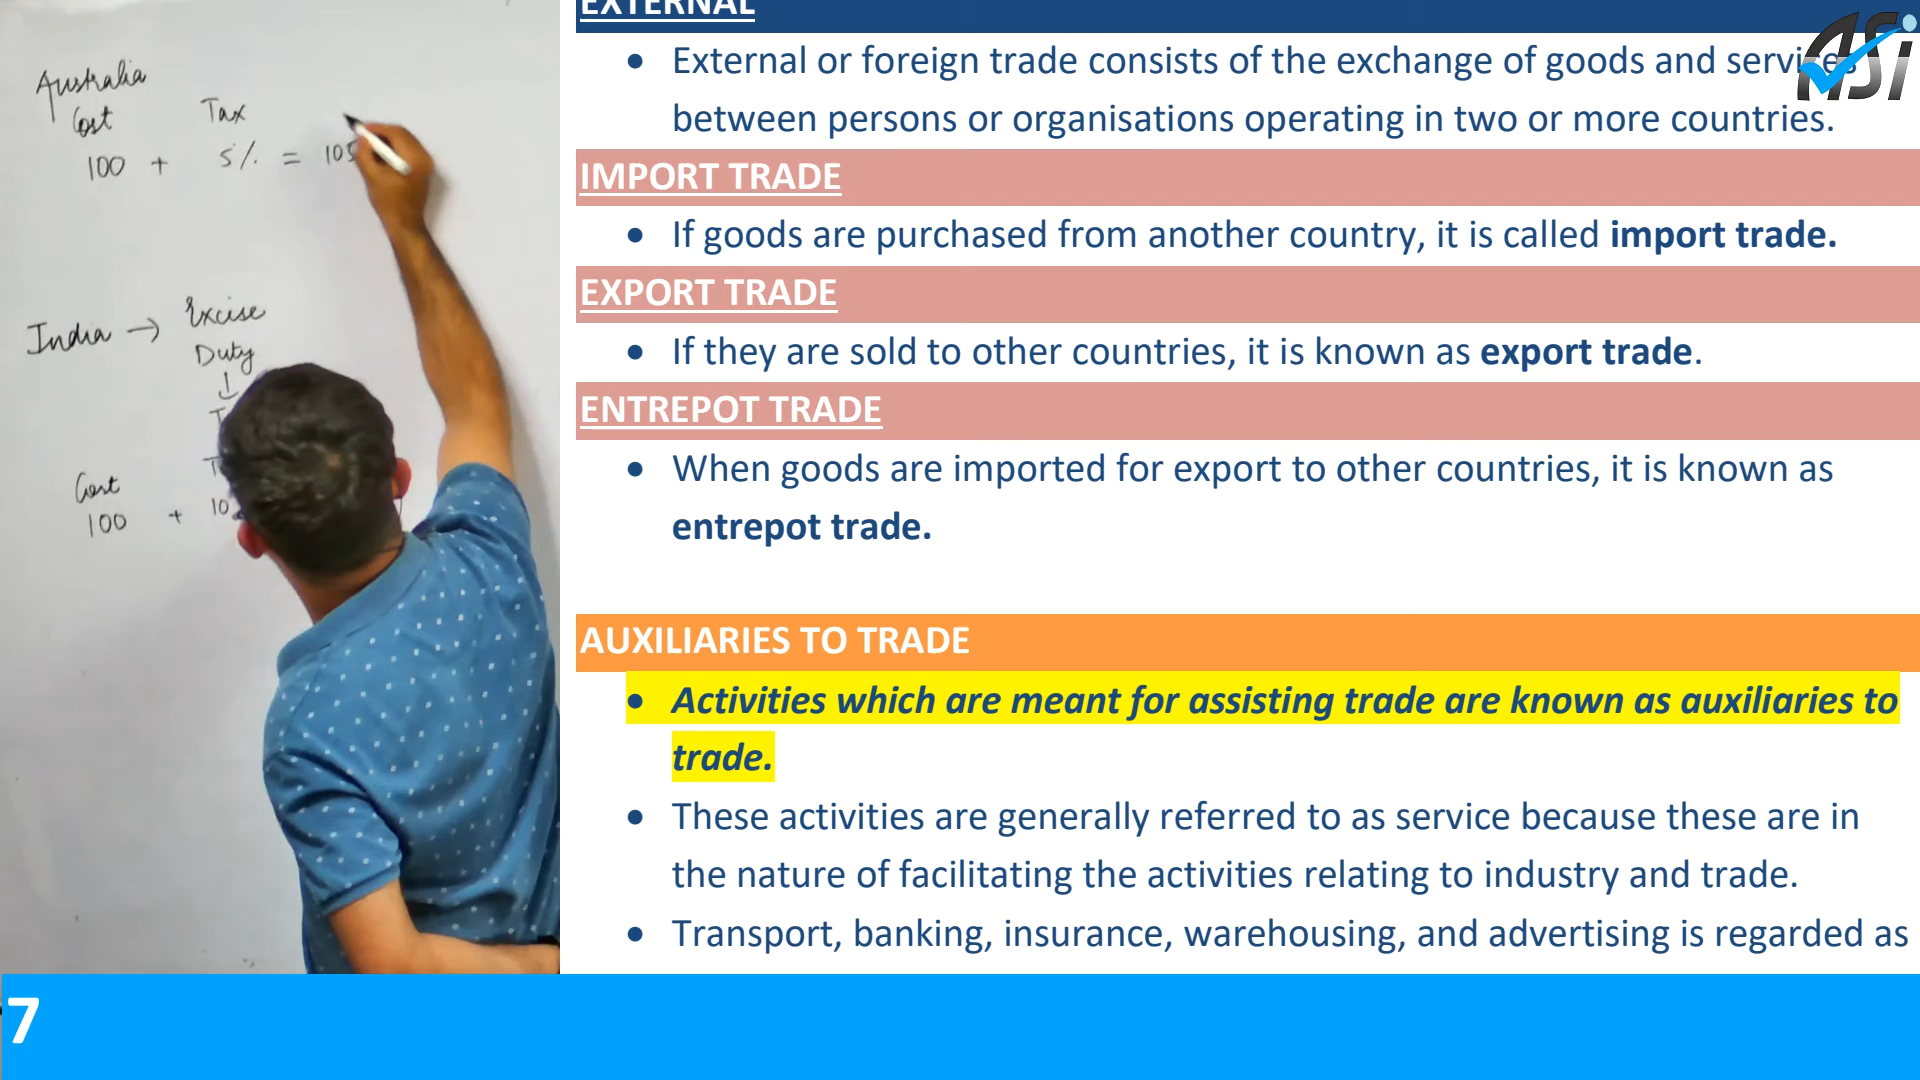 Australia
Cost Tax
100 + 5% = 105
India → Excise
Duty
Cost
100 + 10
EXTERNAL
• External or foreign trade consists of the exchange of goods and services
between persons or organisations operating in two or more countries.
IMPORT TRADE
• If goods are purchased from another country, it is called import trade.
EXPORT TRADE
• If they are sold to other countries, it is known as export trade.
ENTREPOT TRADE
• When goods are imported for export to other countries, it is known as
entrepot trade.
AUXILIARIES TO TRADE
• Activities which are meant for assisting trade are known as auxiliaries to
trade.
• These activities are generally referred to as service because these are in
the nature of facilitating the activities relating to industry and trade.
• Transport, banking, insurance, warehousing, and advertising is regarded as
ASi
7